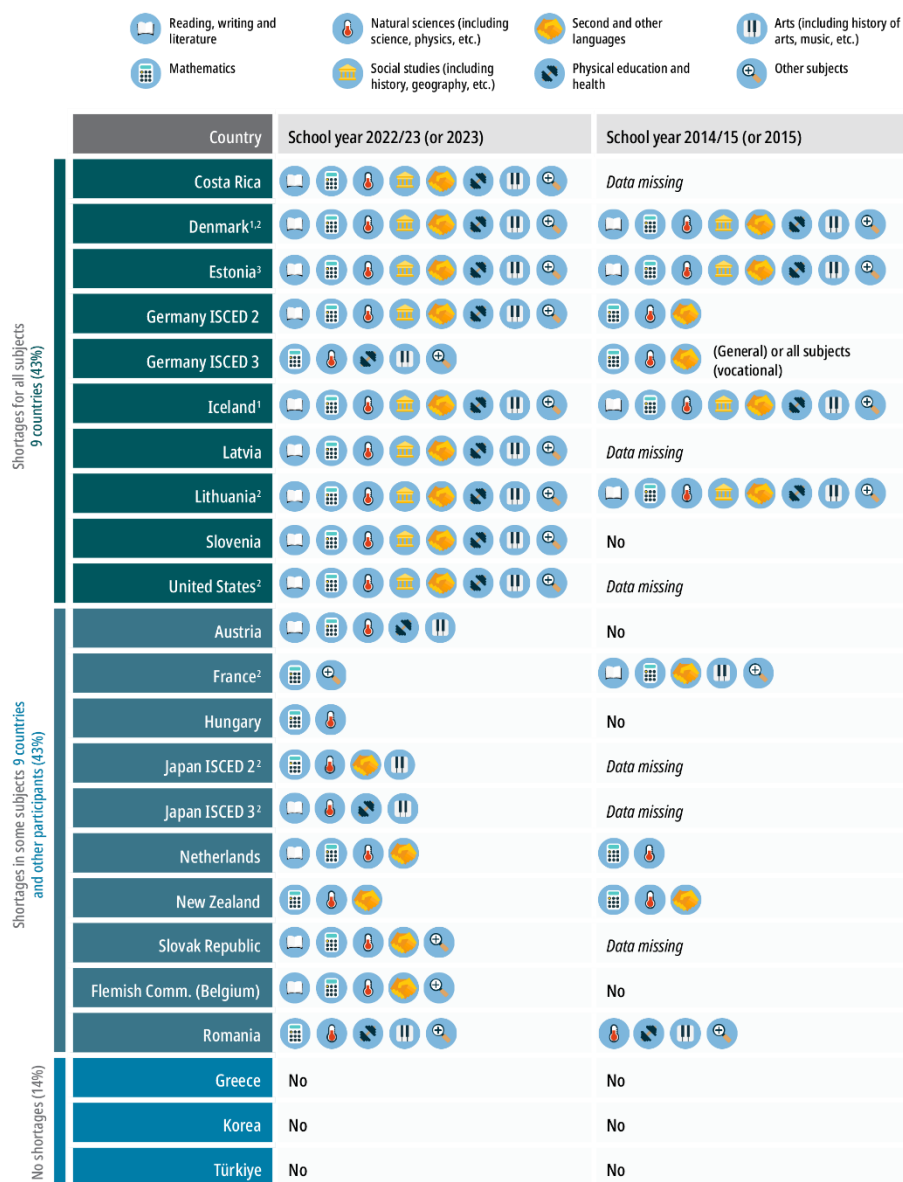 Reading, writing and
literature
Natural sciences (including
science, physics, etc.)
Second and other
languages
Arts (including history of
arts, music, etc.)
Mathematics
Social studies (including
history, geography, etc.)
Physical education and
health
Other subjects
Country
School year 2022/23 (or 2023)
School year 2014/15 (or 2015)
Shortages for all subjects
9 countries (43%)
Costa Rica
Data missing
Denmark1,2
Estonia3
Germany ISCED 2
Germany ISCED 3
(General) or all subjects
(vocational)
Iceland1
Latvia
Data missing
Lithuania2
Slovenia
No
United States2
Data missing
Shortages in some subjects 9 countries
and other participants (43%)
Austria
No
France2
Hungary
No
Japan ISCED 22
Data missing
Japan ISCED 32
Data missing
Netherlands
New Zealand
Slovak Republic
Data missing
Flemish Comm. (Belgium)
No
Romania
No shortages (14%)
Greece
No
No
Korea
No
No
Türkiye
No
No